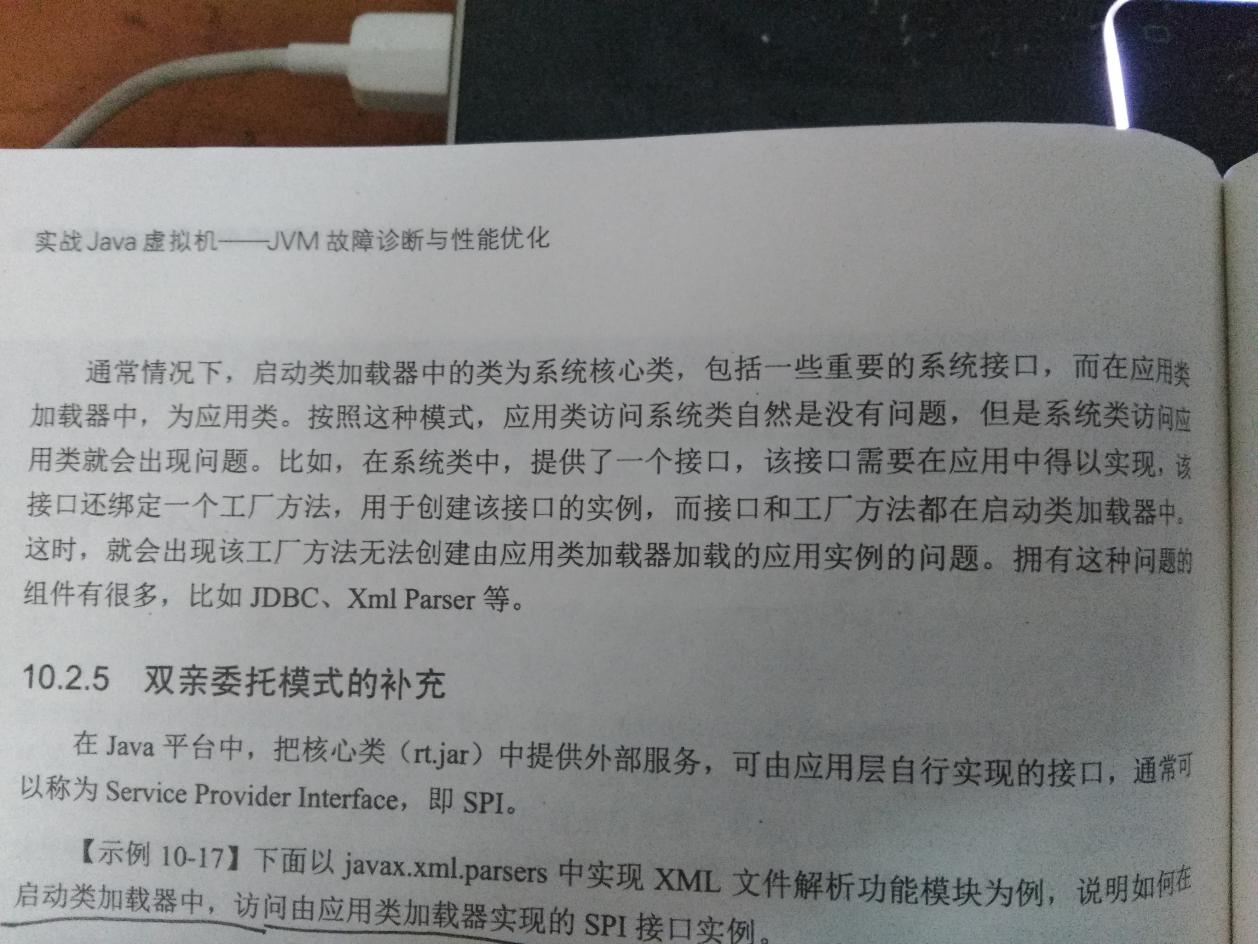 实战Java虚拟机——JVM 故障诊断与性能优化
通常情况下，启动类加载器中的类为系统核心类，包括一些重要的系统接口，而在应用类
加载器中，为应用类。按照这种模式，应用类访问系统类自然是没有问题，但是系统类访问应
用类就会出现问题。比如，在系统类中，提供了一个接口，该接口需要在应用中得以实现，该
接口还绑定一个工厂方法，用于创建该接口的实例，而接口和工厂方法都在启动类加载器中。
这时，就会出现该工厂方法无法创建由应用类加载器加载的应用实例的问题。拥有这种问题的
组件有很多，比如 JDBC、Xml Parser 等。
10.2.5 双亲委托模式的补充
在 Java 平台中，把核心类（rt.jar）中提供外部服务，可由应用层自行实现的接口，通常可
以称为 Service Provider Interface，即 SPI。
【示例 10-17】下面以 javax.xml.parsers 中实现 XML 文件解析功能模块为例，说明如何在
启动类加载器中，访问由应用类加载器实现的 SPI 接口实例。